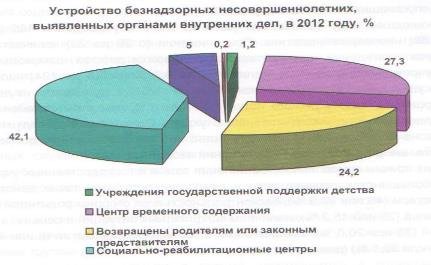 Устройство безнадзорных несовершеннолетних,
выявленных органами внутренних дел, в 2012 году, %
5
0,2
1,2
27,3
42,1
24,2
Учреждения государственной поддержки детства
Центр временного содержания
Возвращены родителям или законным
представителям
Социально-реабилитационные центры